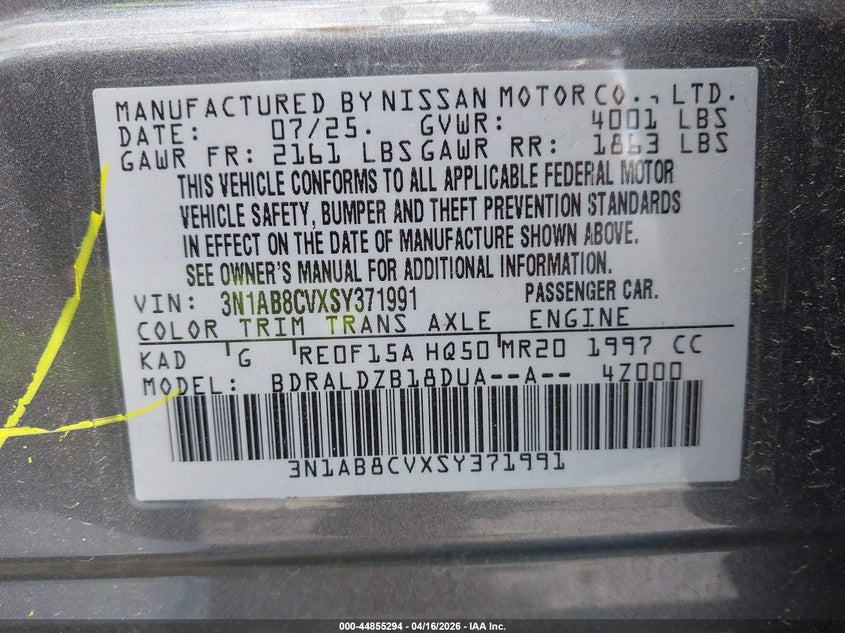 MANUFACTURED BY NISSAN MOTOR CO., LTD.
DATE: 07/25. GVWR: 4001 LBS
GAWR FR: 2161 LBS GAWR RR: 1863 LBS
THIS VEHICLE CONFORMS TO ALL APPLICABLE FEDERAL MOTOR
VEHICLE SAFETY, BUMPER AND THEFT PREVENTION STANDARDS
IN EFFECT ON THE DATE OF MANUFACTURE SHOWN ABOVE.
SEE OWNER'S MANUAL FOR ADDITIONAL INFORMATION.
VIN: 3N1AB8CVXSY371991 PASSENGER CAR.
COLOR TRIM TRANS AXLE ENGINE
KAD G RE0F15A HQ50 MR20 1997 CC
MODEL: BDRALDZB18DUA--A-- 4Z000
3N1AB8CVXSY371991
000-44855294 | 04/16/2026 - IAA Inc.